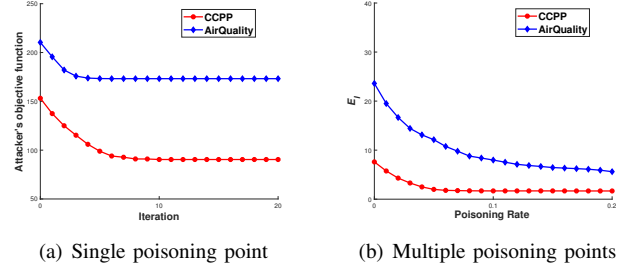 CCPP
AirQuality
Attacker's objective function
250
200
150
100
50
0
10
20
Iteration
(a) Single poisoning point
CCPP
AirQuality
E_I
40
30
20
10
0
0
0.1
0.2
Poisoning Rate
(b) Multiple poisoning points